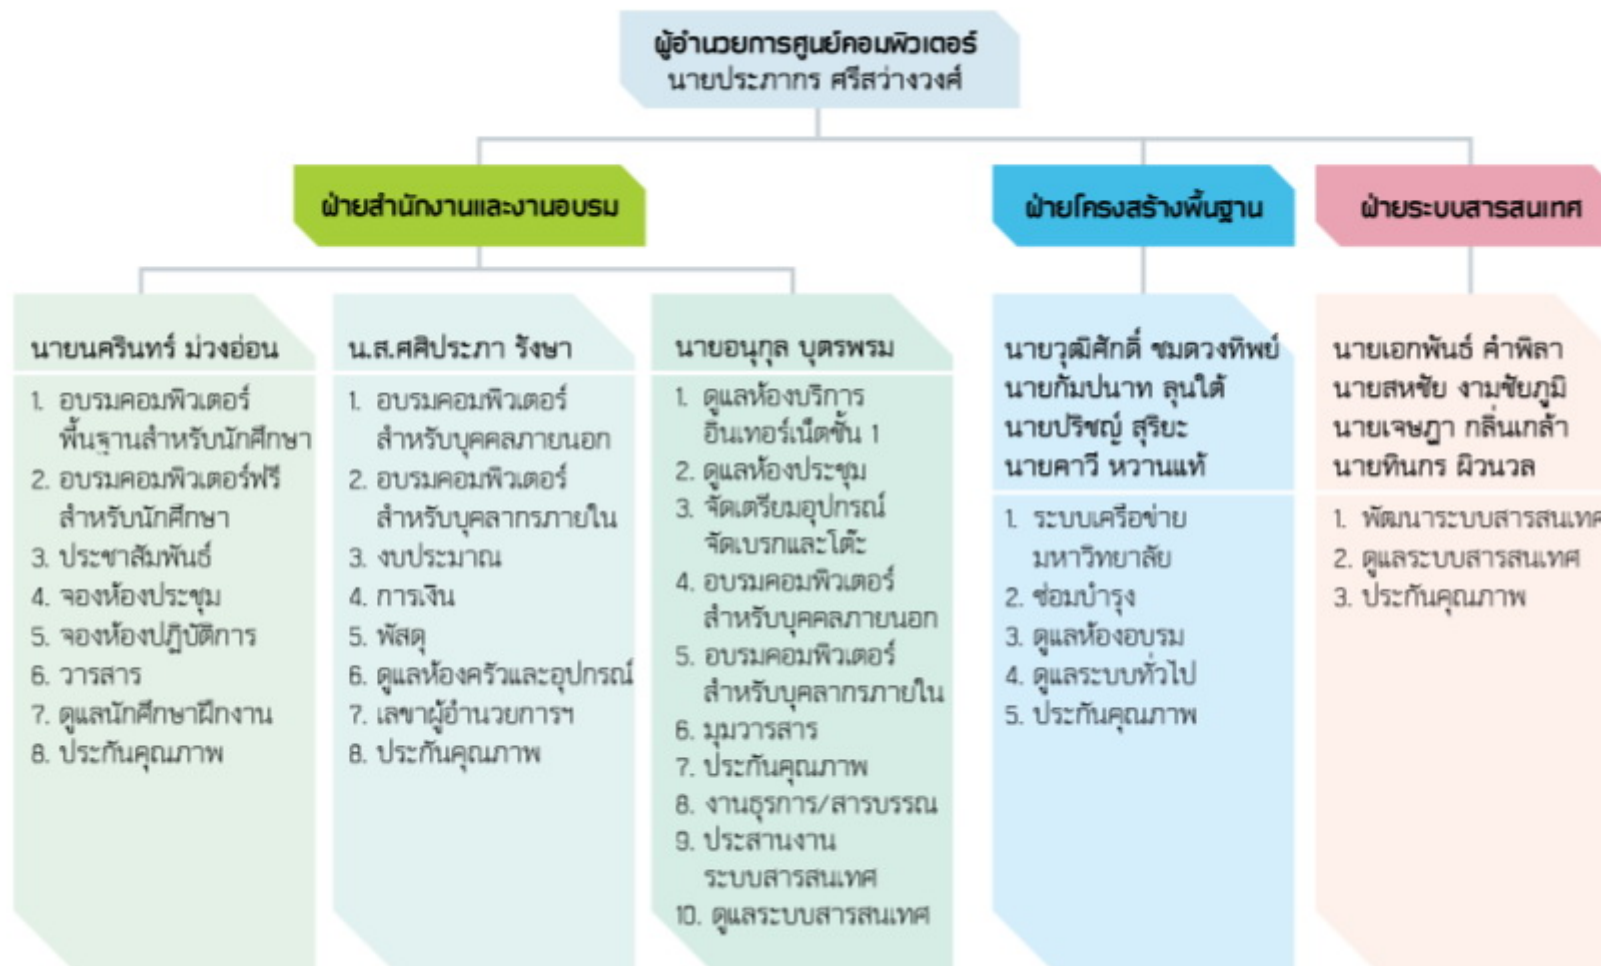 ผู้อำนวยการศูนย์คอมพิวเตอร์
นายประภากร ศรีสว่างวงศ์
ฝ่ายสำนักงานและงานอบรม
ฝ่ายโครงสร้างพื้นฐาน
ฝ่ายระบบสารสนเทศ
นายนครินทร์ ม่วงอ่อน
1. อบรมคอมพิวเตอร์
พื้นฐานสำหรับนักศึกษา
2. อบรมคอมพิวเตอร์ฟรี
สำหรับนักศึกษา
3. ประชาสัมพันธ์
4. จองห้องประชุม
5. จองห้องปฏิบัติการ
6. วารสาร
7. ดูแลนักศึกษาฝึกงาน
8. ประกันคุณภาพ
น.ส.ศศิประภา รังษา
1. อบรมคอมพิวเตอร์
สำหรับบุคคลภายนอก
2. อบรมคอมพิวเตอร์
สำหรับบุคลากรภายใน
3. งบประมาณ
4. การเงิน
5. พัสดุ
6. ดูแลห้องครัวและอุปกรณ์
7. เลขาผู้อำนวยการฯ
8. ประกันคุณภาพ
นายอนุกุล บุตรพรม
1. ดูแลห้องบริการ
อินเทอร์เน็ตชั้น 1
2. ดูแลห้องประชุม
3. จัดเตรียมอุปกรณ์
จัดเบรกและโต๊ะ
4. อบรมคอมพิวเตอร์
สำหรับบุคคลภายนอก
5. อบรมคอมพิวเตอร์
สำหรับบุคลากรภายใน
6. มุมวารสาร
7. ประกันคุณภาพ
8. งานธุรการ/สารบรรณ
9. ประสานงาน
ระบบสารสนเทศ
10. ดูแลระบบสารสนเทศ
นายวุฒิศักดิ์ ชมดวงทิพย์
นายกัมปนาท ลุนใต้
นายปริชญ์ สุริยะ
นายคาวี หวานแท้
1. ระบบเครือข่าย
มหาวิทยาลัย
2. ซ่อมบำรุง
3. ดูแลห้องอบรม
4. ดูแลระบบทั่วไป
5. ประกันคุณภาพ
นายเอกพันธ์ คำพิลา
นายสหชัย งามชัยภูมิ
นายเจษฎา กลิ่นเกล้า
นายทินกร ผิวนวล
1. พัฒนาระบบสารสนเทศ
2. ดูแลระบบสารสนเทศ
3. ประกันคุณภาพ